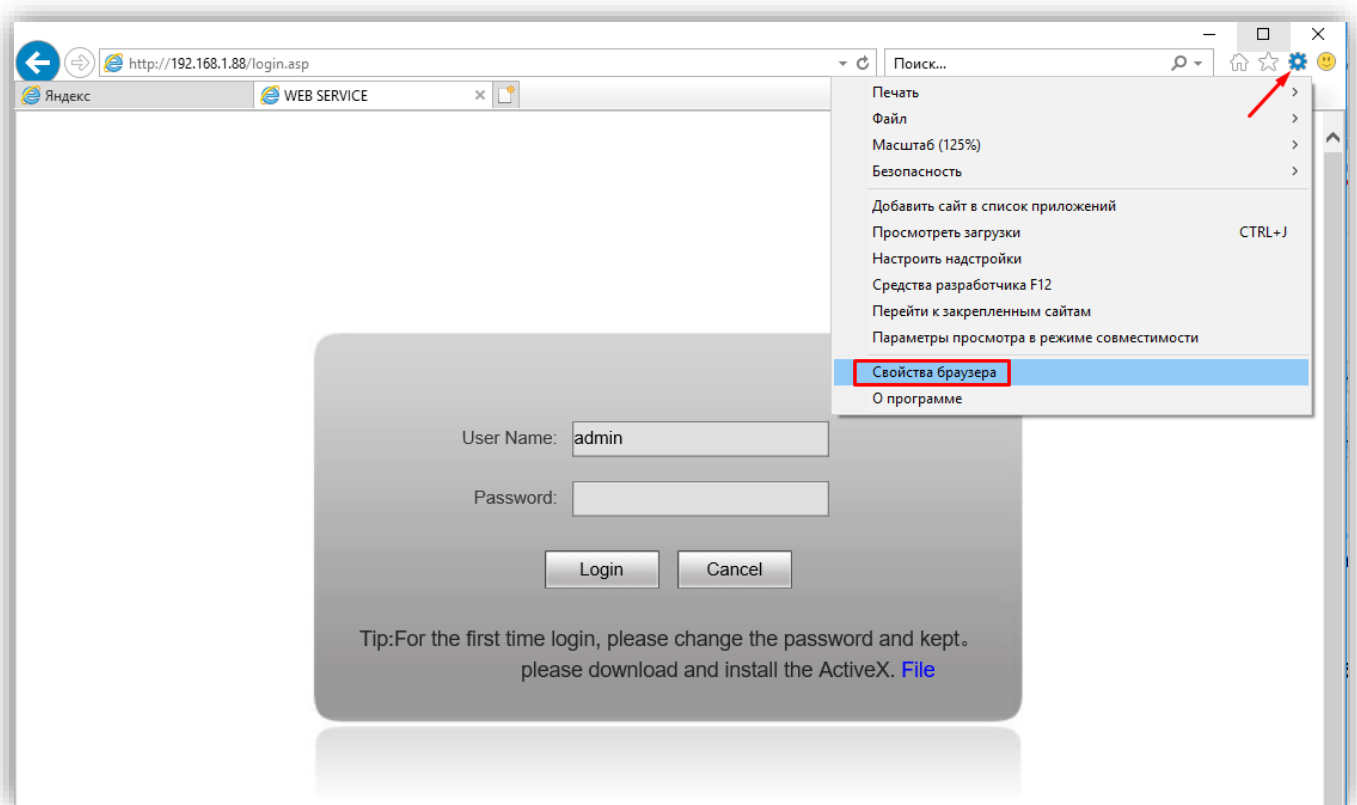 http://192.168.1.88/login.asp
Поиск...
Яндекс
WEB SERVICE
Печать
Файл
Масштаб (125%)
Безопасность
Добавить сайт в список приложений
Просмотреть загрузки CTRL+J
Настроить надстройки
Средства разработчика F12
Перейти к закрепленным сайтам
Параметры просмотра в режиме совместимости
Свойства браузера
О программе
User Name: admin
Password:
Login Cancel
Tip:For the first time login, please change the password and kept。
please download and install the ActiveX. File